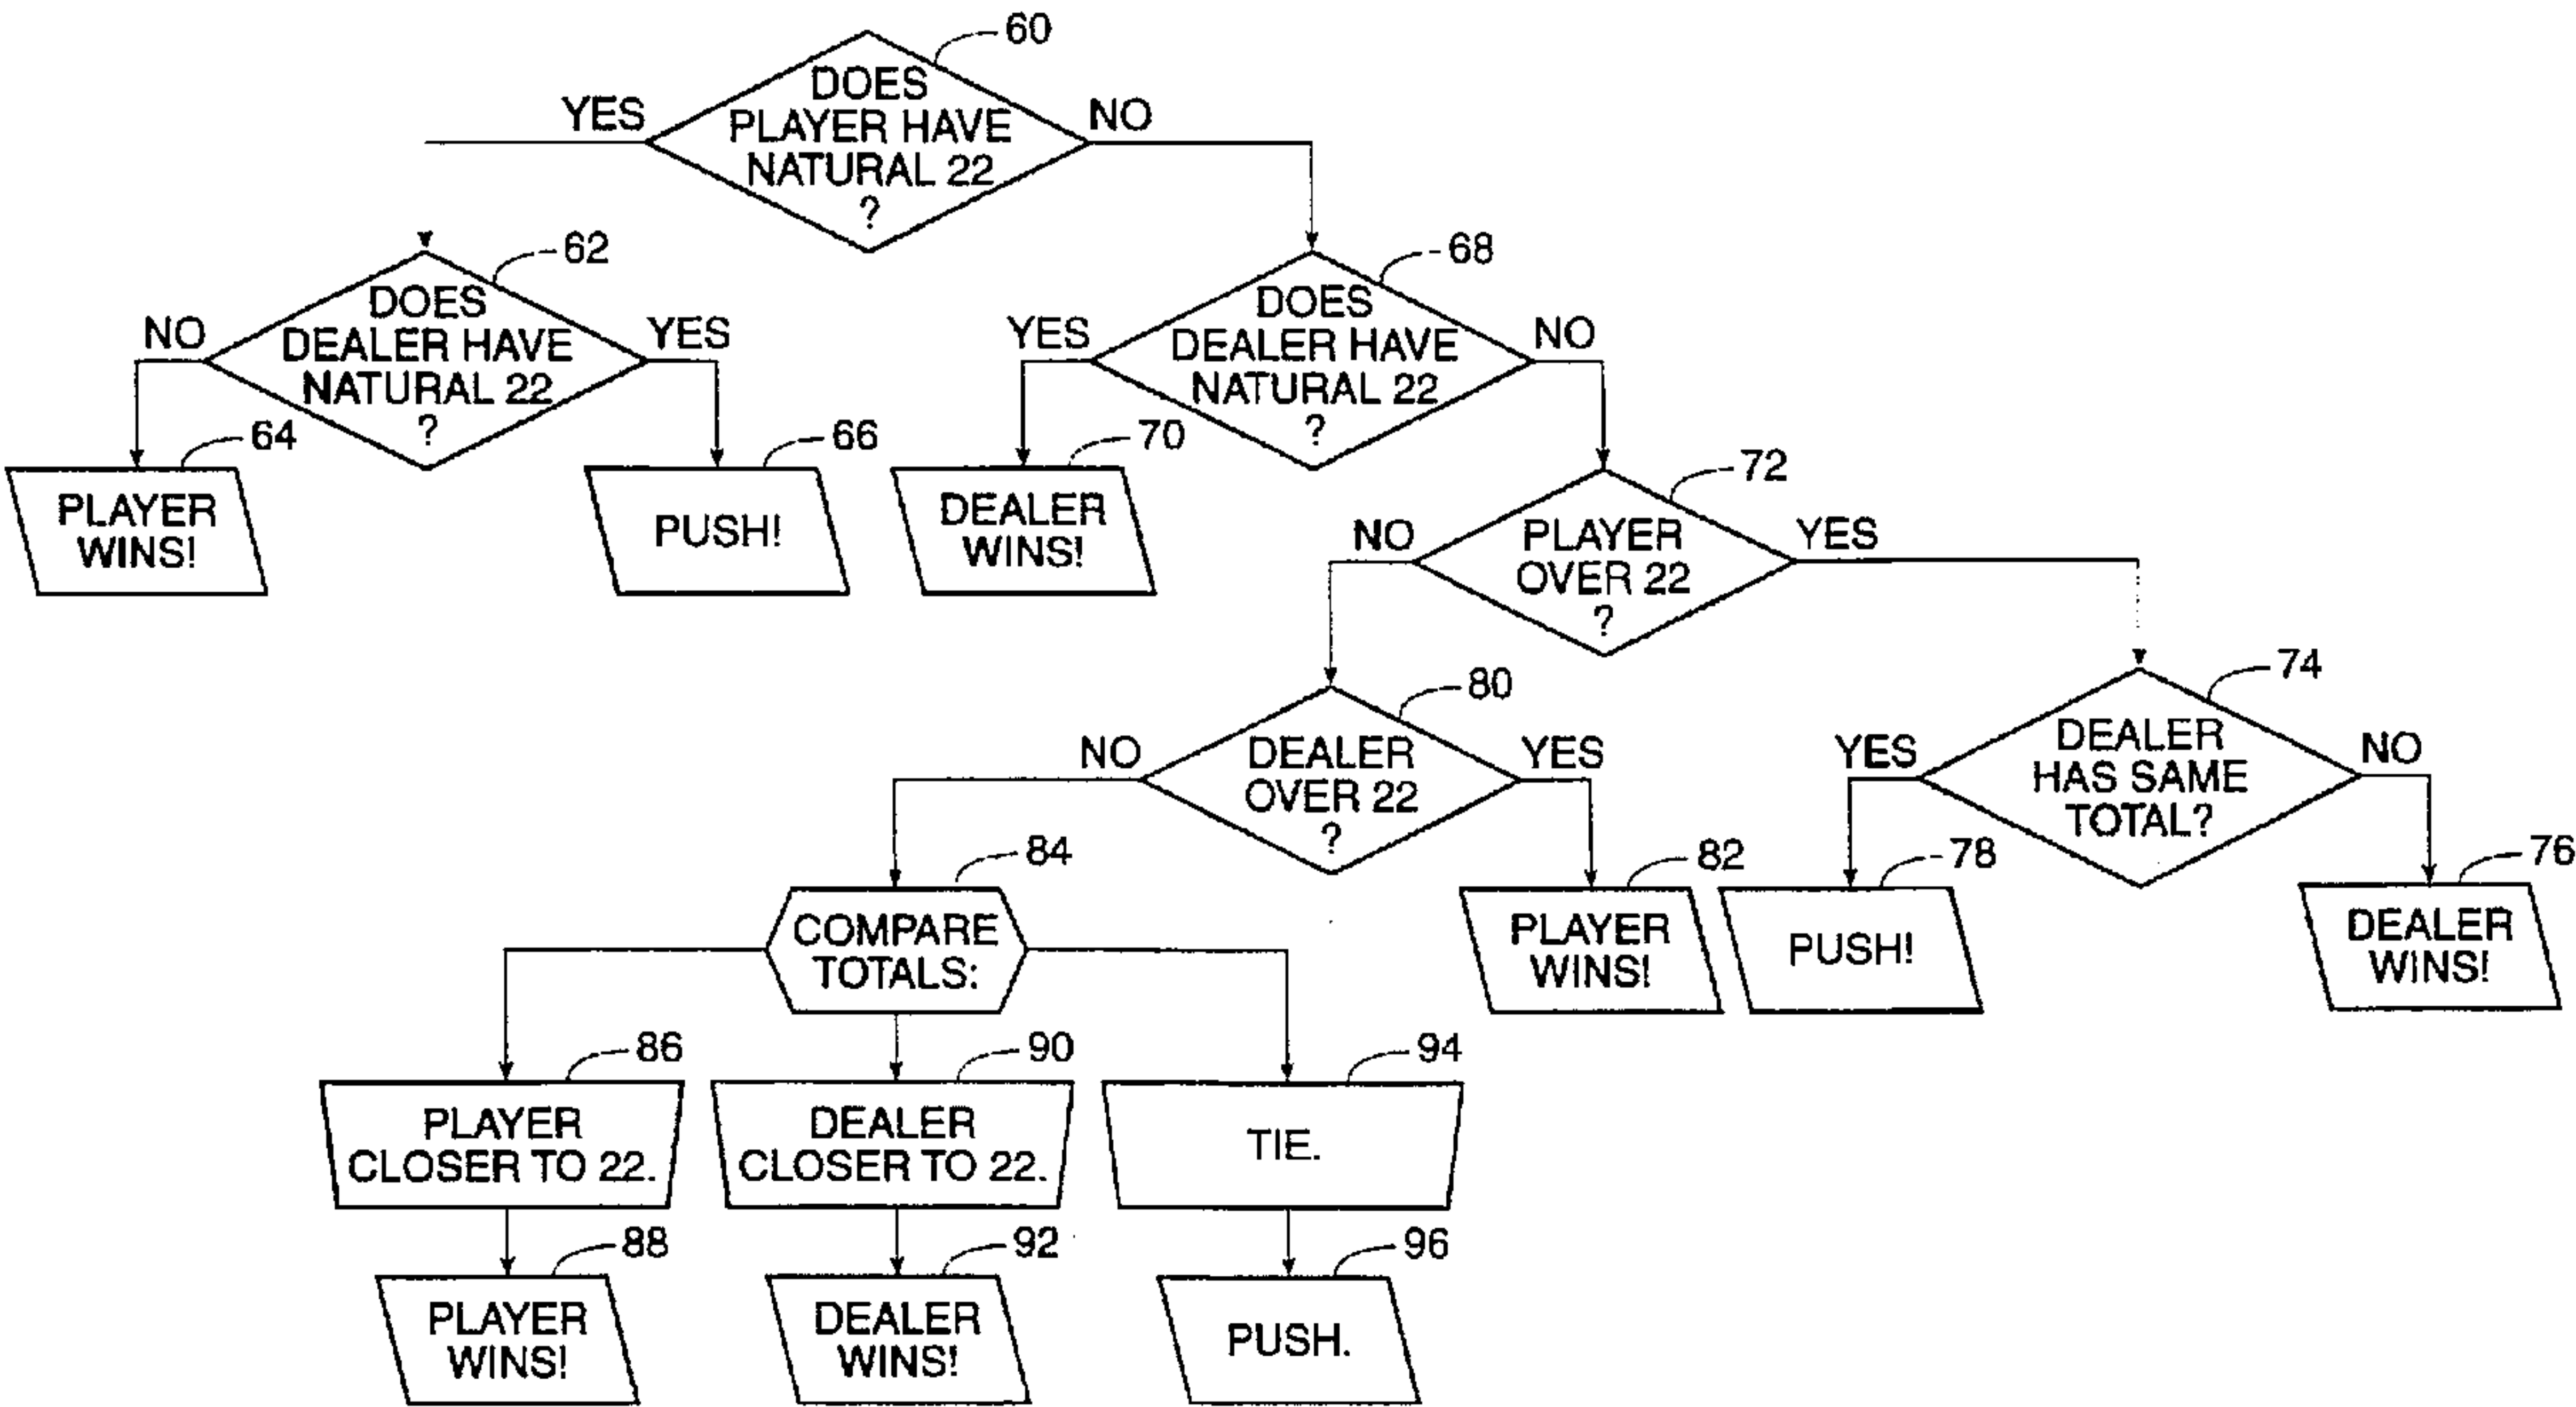 60
DOES
PLAYER HAVE
NATURAL 22
?
YES
NO
62
DOES
DEALER HAVE
NATURAL 22
?
NO
YES
68
DOES
DEALER HAVE
NATURAL 22
?
YES
NO
64
PLAYER
WINS!
66
PUSH!
70
DEALER
WINS!
72
PLAYER
OVER 22
?
NO
YES
80
DEALER
OVER 22
?
NO
YES
74
DEALER
HAS SAME
TOTAL?
YES
NO
84
COMPARE
TOTALS:
82
PLAYER
WINS!
78
PUSH!
76
DEALER
WINS!
86
PLAYER
CLOSER TO 22.
90
DEALER
CLOSER TO 22.
94
TIE.
88
PLAYER
WINS!
92
DEALER
WINS!
96
PUSH.